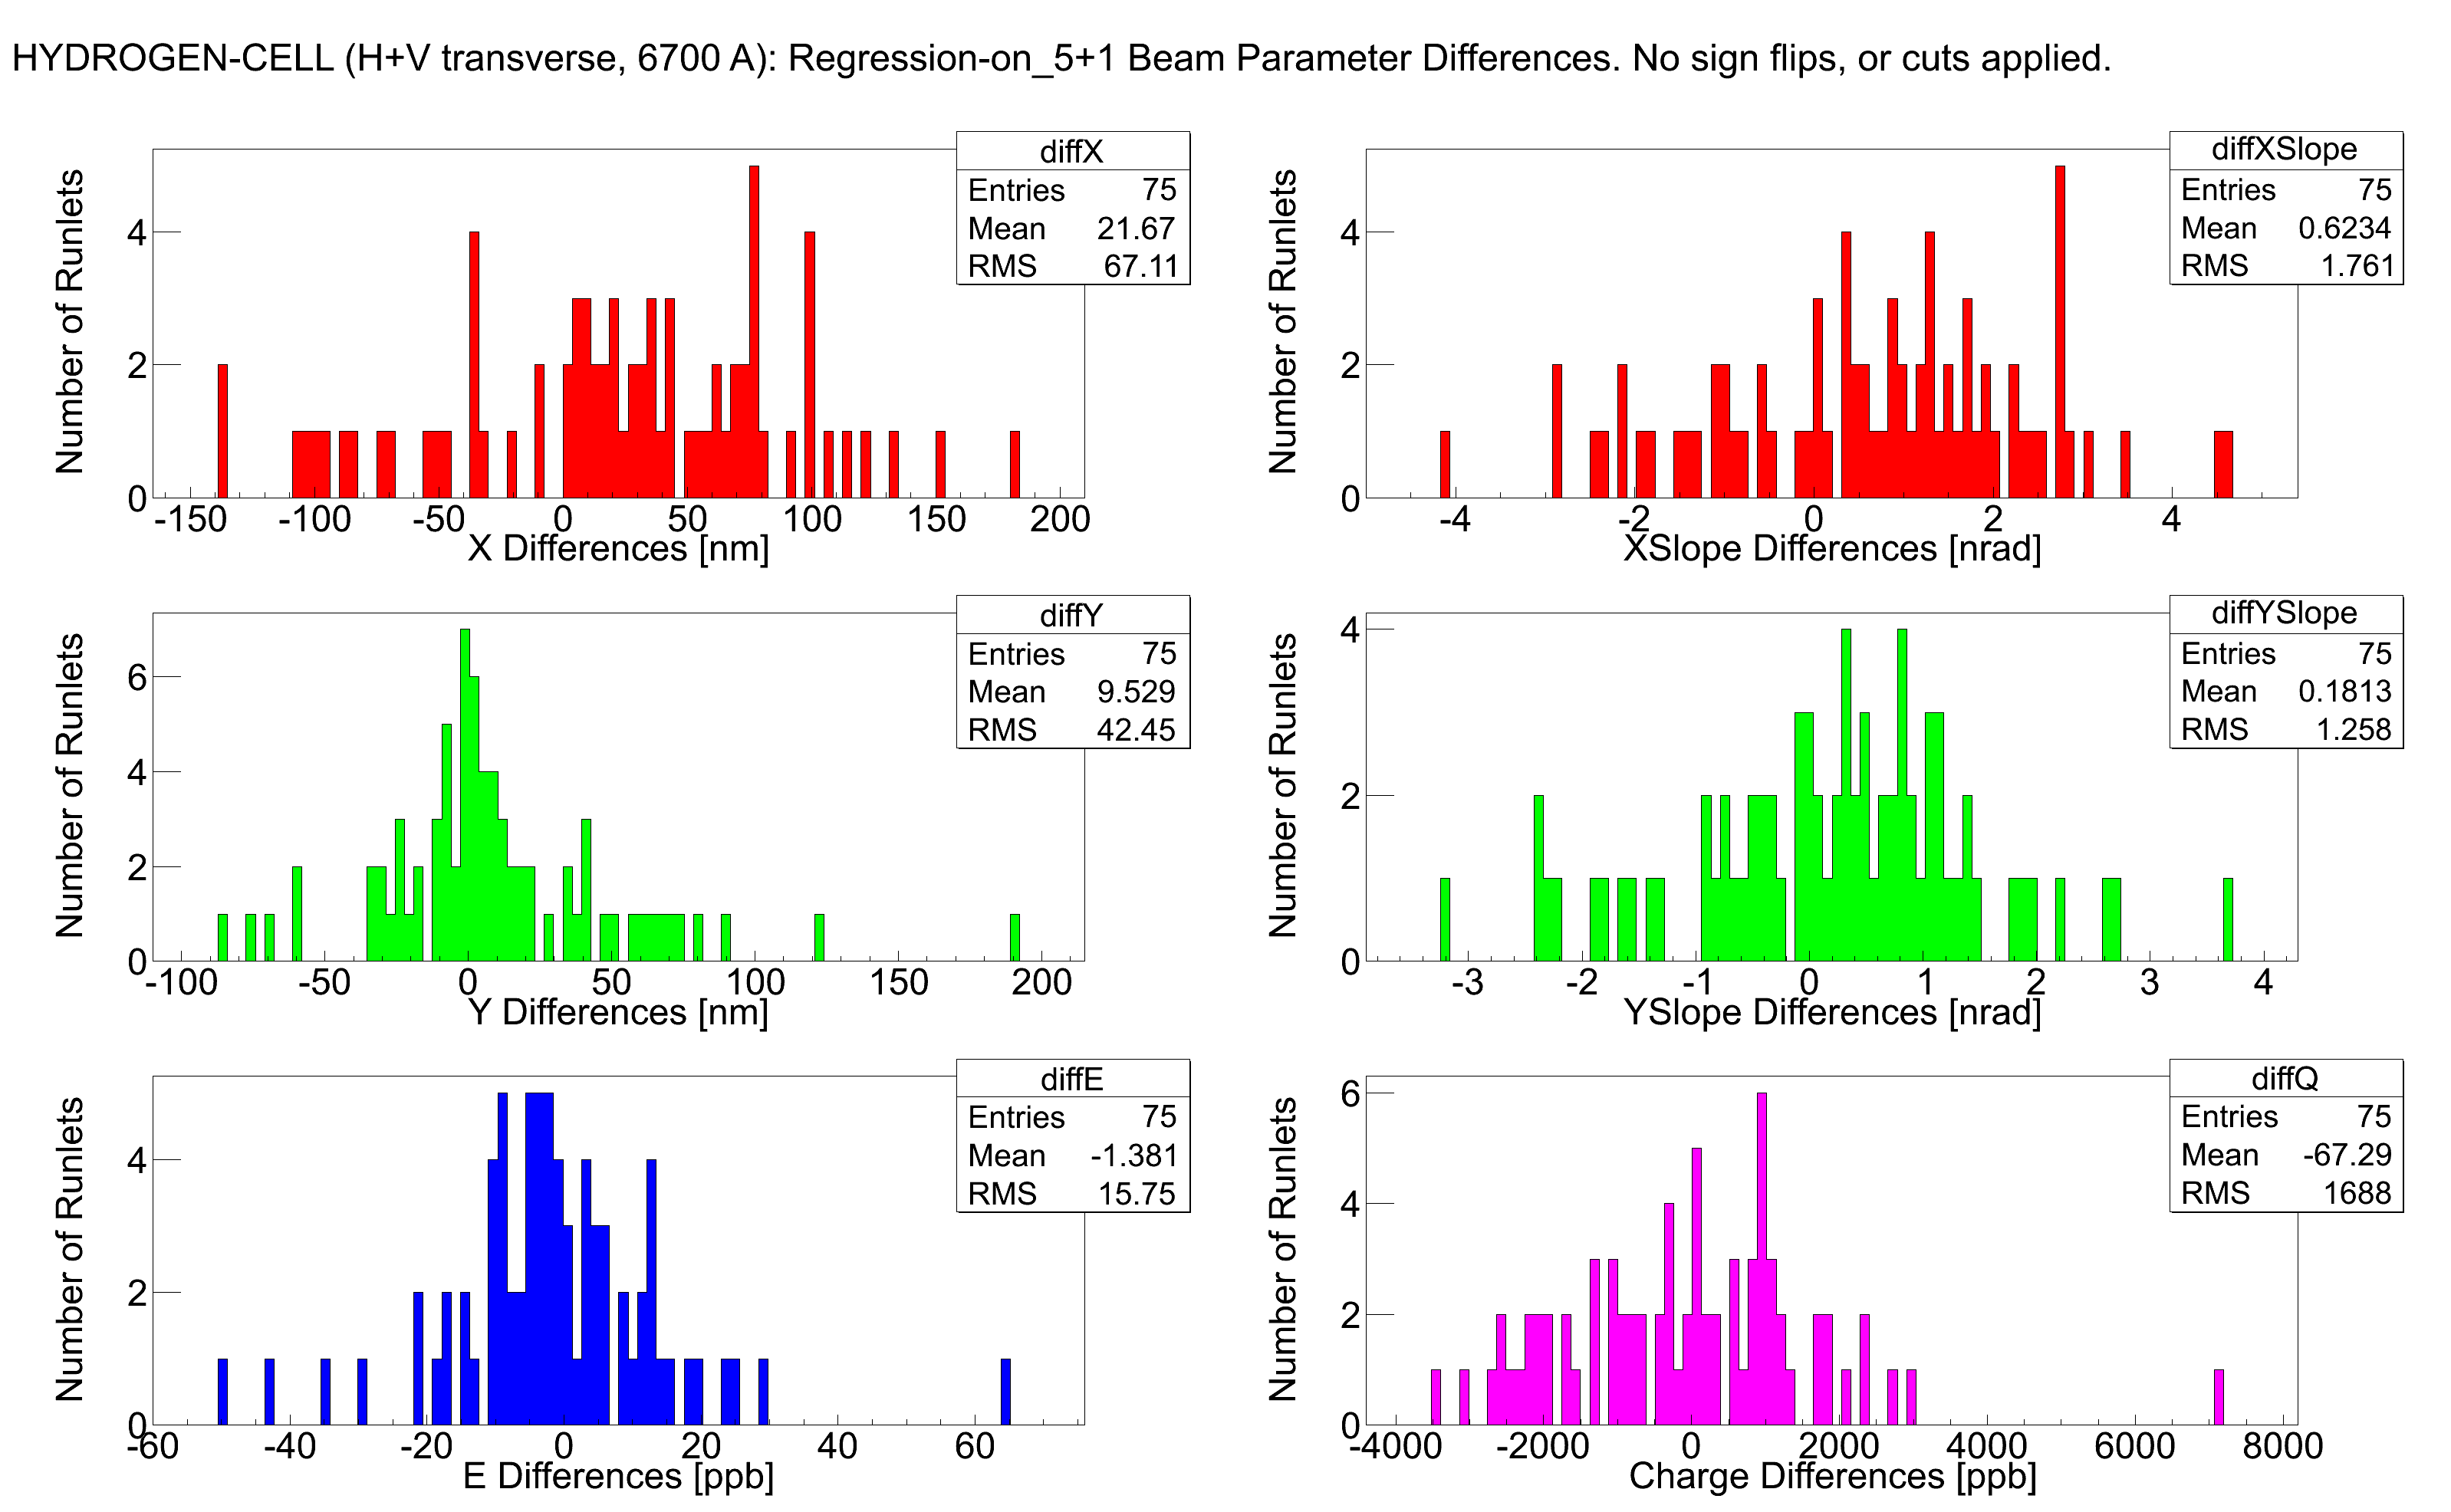 HYDROGEN-CELL (H+V transverse, 6700 A): Regression-on_5+1 Beam Parameter Differences. No sign flips, or cuts applied.
diffX
Entries 75
Mean 21.67
RMS 67.11
Number of Runlets
4
2
0
-150 -100 -50 0 50 100 150 200
X Differences [nm]
diffXSlope
Entries 75
Mean 0.6234
RMS 1.761
Number of Runlets
4
2
0
-4 -2 0 2 4
XSlope Differences [nrad]
diffY
Entries 75
Mean 9.529
RMS 42.45
Number of Runlets
6
4
2
0
-100 -50 0 50 100 150 200
Y Differences [nm]
diffYSlope
Entries 75
Mean 0.1813
RMS 1.258
Number of Runlets
4
2
0
-3 -2 -1 0 1 2 3 4
YSlope Differences [nrad]
diffE
Entries 75
Mean -1.381
RMS 15.75
Number of Runlets
4
2
0
-60 -40 -20 0 20 40 60
E Differences [ppb]
diffQ
Entries 75
Mean -67.29
RMS 1688
Number of Runlets
6
4
2
0
-4000 -2000 0 2000 4000 6000 8000
Charge Differences [ppb]